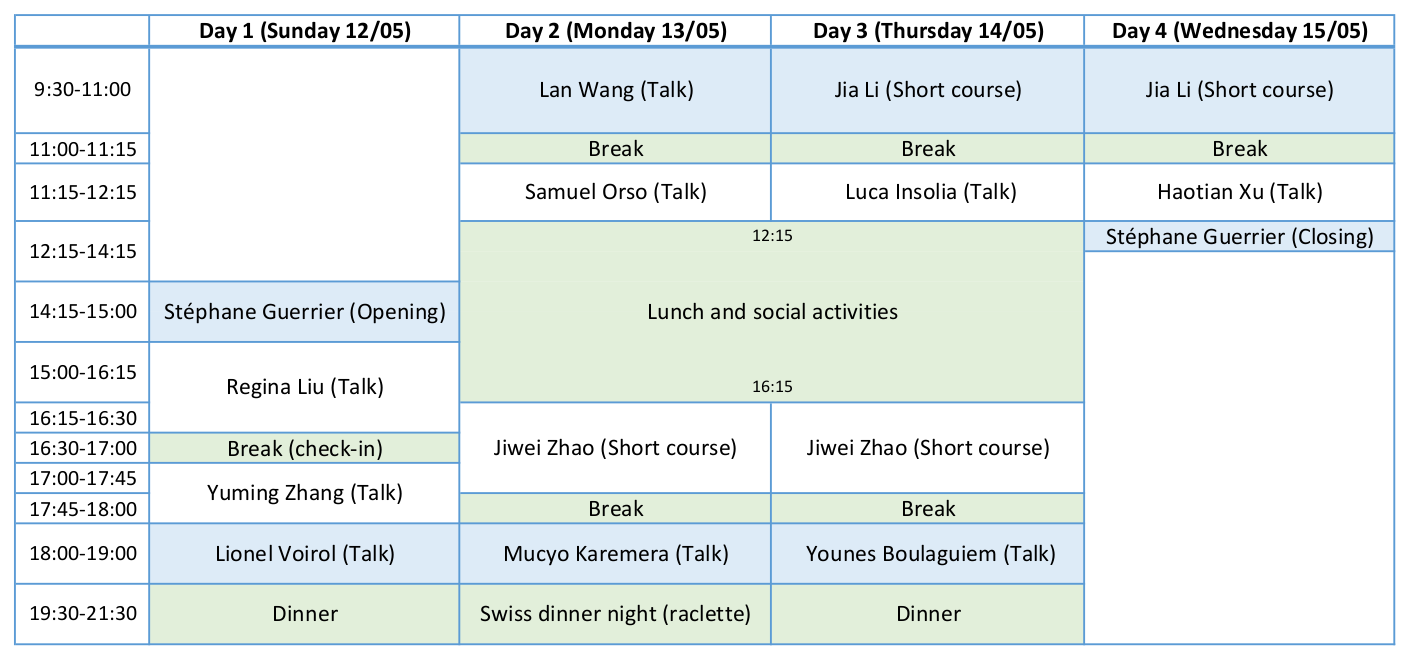 Day 1 (Sunday 12/05) Day 2 (Monday 13/05) Day 3 (Thursday 14/05) Day 4 (Wednesday 15/05)
9:30-11:00 Lan Wang (Talk) Jia Li (Short course) Jia Li (Short course)
11:00-11:15 Break Break Break
11:15-12:15 Samuel Orso (Talk) Luca Insolia (Talk) Haotian Xu (Talk)
12:15
Stéphane Guerrier (Closing)
12:15-14:15
14:15-15:00 Stéphane Guerrier (Opening) Lunch and social activities
15:00-16:15
Regina Liu (Talk) 16:15
16:15-16:30
16:30-17:00 Break (check-in) Jiwei Zhao (Short course) Jiwei Zhao (Short course)
17:00-17:45
Yuming Zhang (Talk)
17:45-18:00 Break Break
18:00-19:00 Lionel Voirol (Talk) Mucyo Karemera (Talk) Younes Boulaguiem (Talk)
19:30-21:30 Dinner Swiss dinner night (raclette) Dinner